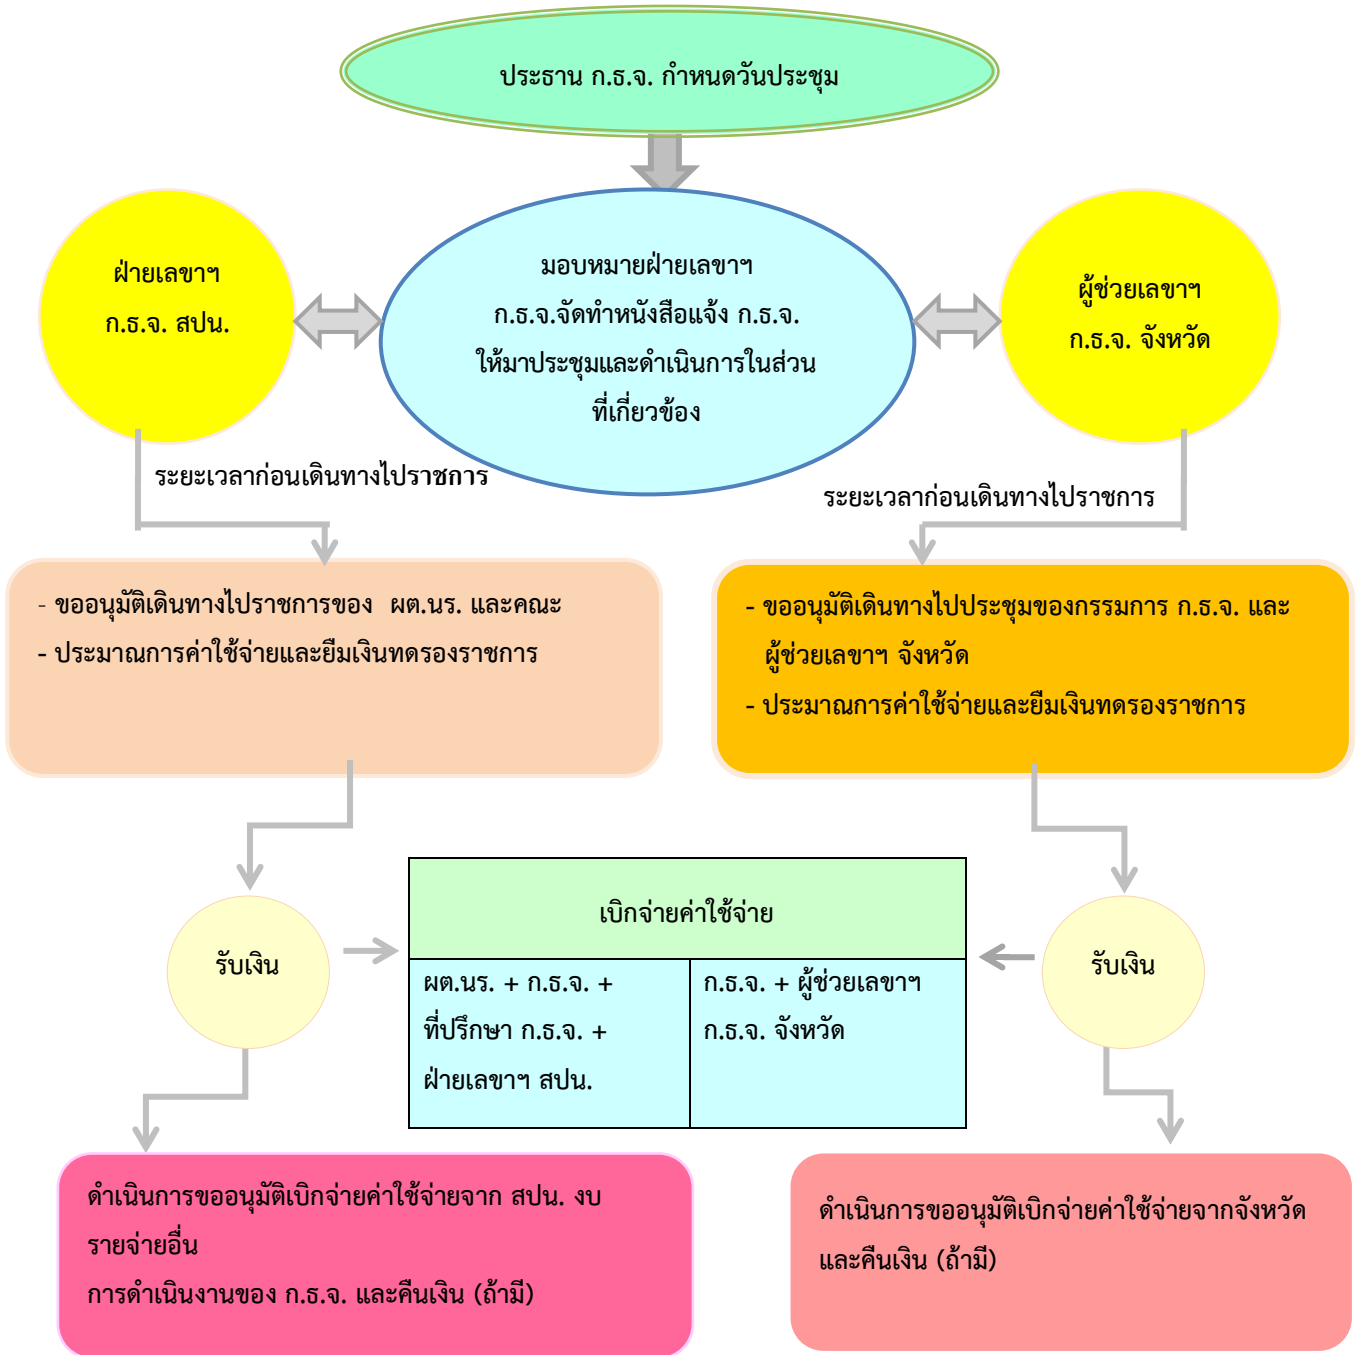 ประธาน ก.ธ.จ. กำหนดวันประชุม
ฝ่ายเลขาฯ
ก.ธ.จ. สปน.
มอบหมายฝ่ายเลขาฯ
ก.ธ.จ.จัดทำหนังสือแจ้ง ก.ธ.จ.
ให้มาประชุมและดำเนินการในส่วน
ที่เกี่ยวข้อง
ผู้ช่วยเลขาฯ
ก.ธ.จ. จังหวัด
ระยะเวลาก่อนเดินทางไปราชการ
ระยะเวลาก่อนเดินทางไปราชการ
- ขออนุมัติเดินทางไปราชการของ ผต.นร. และคณะ
- ประมาณการค่าใช้จ่ายและยืมเงินทดรองราชการ
- ขออนุมัติเดินทางไปประชุมของกรรมการ ก.ธ.จ. และ
ผู้ช่วยเลขาฯ จังหวัด
- ประมาณการค่าใช้จ่ายและยืมเงินทดรองราชการ
รับเงิน
เบิกจ่ายค่าใช้จ่าย
ผต.นร. + ก.ธ.จ. +
ที่ปรึกษา ก.ธ.จ. +
ฝ่ายเลขาฯ สปน.
ก.ธ.จ. + ผู้ช่วยเลขาฯ
ก.ธ.จ. จังหวัด
รับเงิน
ดำเนินการขออนุมัติเบิกจ่ายค่าใช้จ่ายจาก สปน. งบ
รายจ่ายอื่น
การดำเนินงานของ ก.ธ.จ. และคืนเงิน (ถ้ามี)
ดำเนินการขออนุมัติเบิกจ่ายค่าใช้จ่ายจากจังหวัด
และคืนเงิน (ถ้ามี)